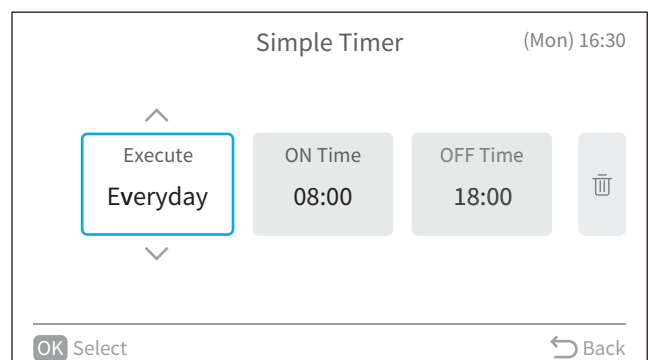 Simple Timer (Mon) 16:30
Execute ON Time OFF Time
Everyday 08:00 18:00
OK Select Back